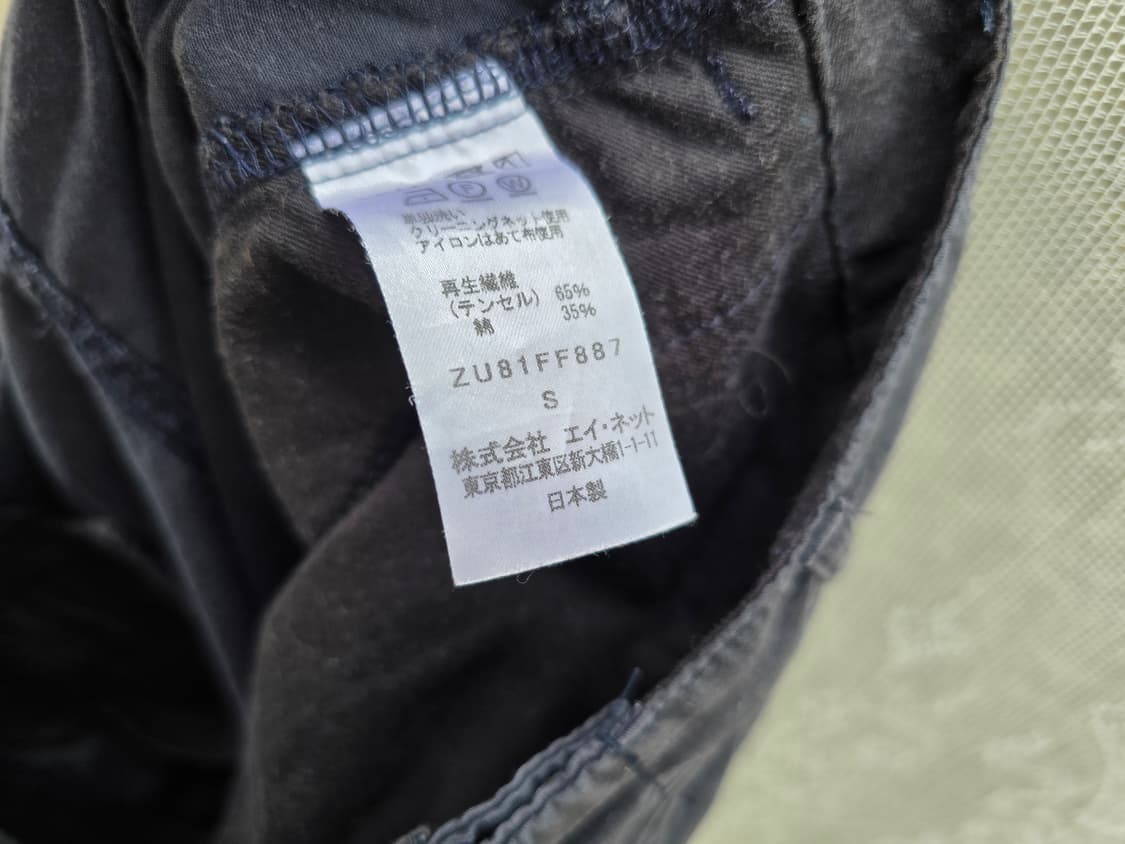 単独洗い
クリーニングネット使用
アイロンはあて布使用
再生繊維
(テンセル) 65%
綿 35%
ZU81FF887
S
株式会社 エイ・ネット
東京都江東区新大橋1-1-11
日本製